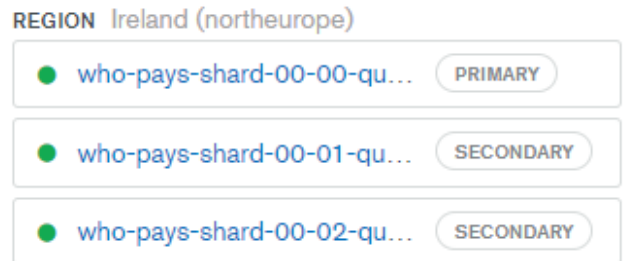 REGION Ireland (northeurope)
who-pays-shard-00-00-qu... PRIMARY
who-pays-shard-00-01-qu... SECONDARY
who-pays-shard-00-02-qu... SECONDARY